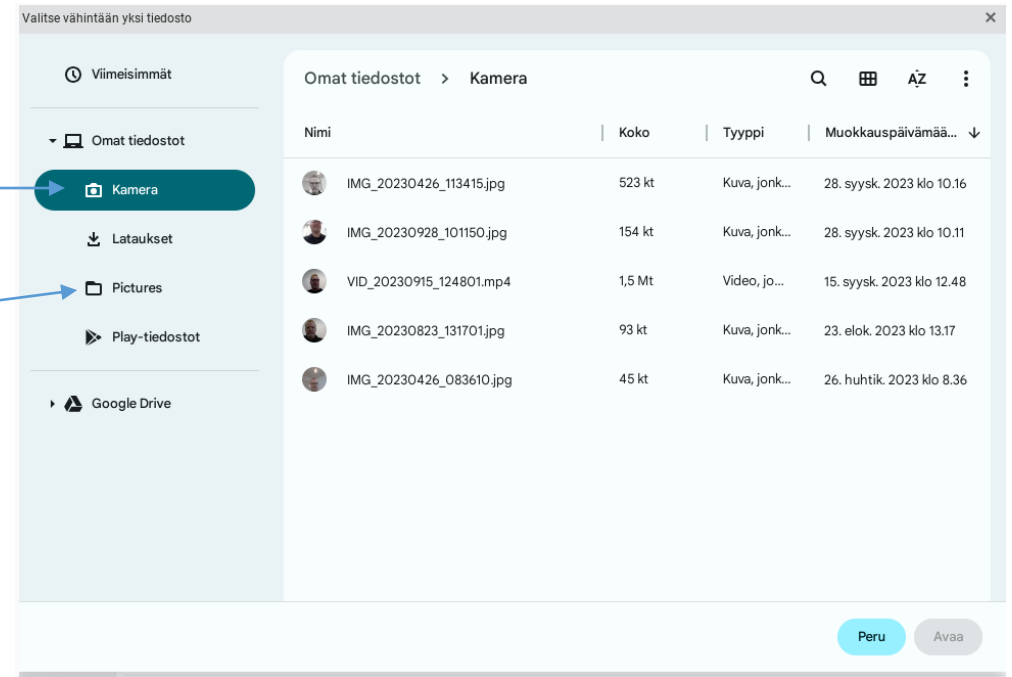 Valitse vähintään yksi tiedosto
Viimeisimmät
Omat tiedostot
Kamera
Lataukset
Pictures
Play-tiedostot
Google Drive
Omat tiedostot > Kamera
AZ
Nimi Koko Tyyppi Muokkauspäivämää...
IMG_20230426_113415.jpg 523 kt Kuva, jonk... 28. syysk. 2023 klo 10.16
IMG_20230928_101150.jpg 154 kt Kuva, jonk... 28. syysk. 2023 klo 10.11
VID_20230915_124801.mp4 1,5 Mt Video, jo... 15. syysk. 2023 klo 12.48
IMG_20230823_131701.jpg 93 kt Kuva, jonk... 23. elok. 2023 klo 13.17
IMG_20230426_083610.jpg 45 kt Kuva, jonk... 26. huhtik. 2023 klo 8.36
Peru Avaa